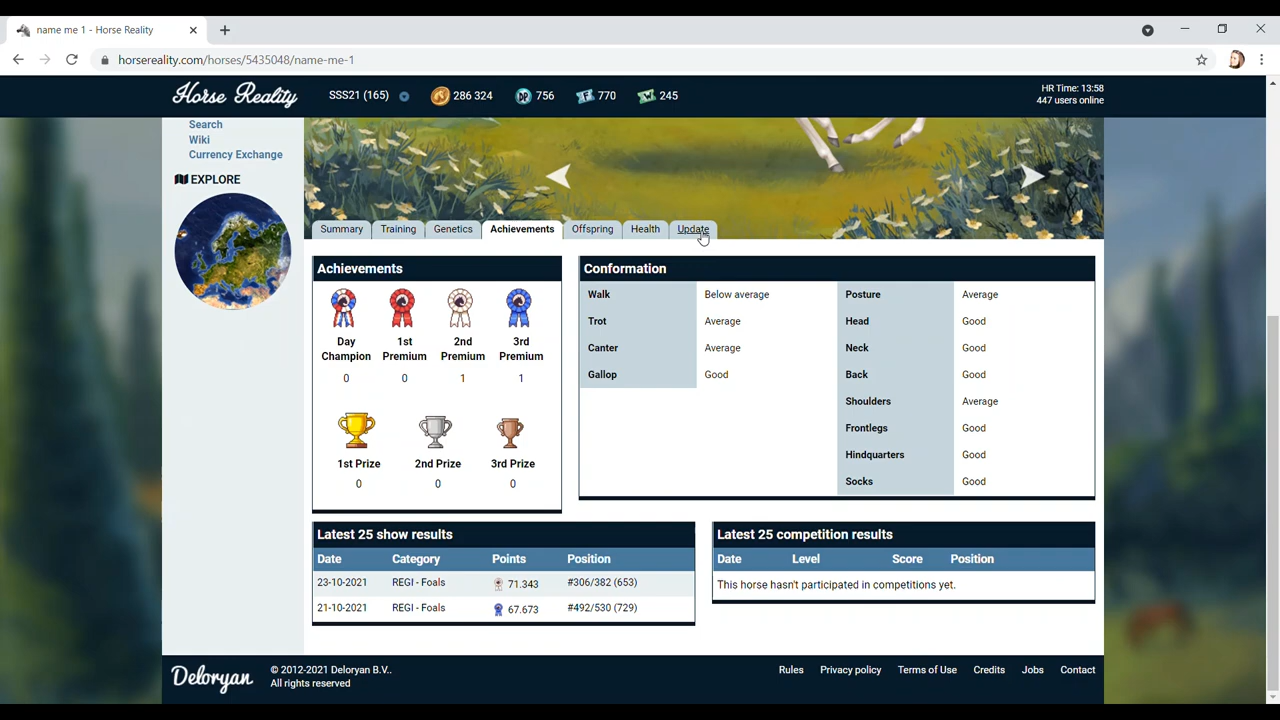 name me 1 - Horse Reality
horsereality.com/horses/5435048/name-me-1
Horse Reality
SSS21 (165)
286 324
DP
756
770
245
HR Time: 13:58
447 users online
Search
Wiki
Currency Exchange
EXPLORE
Summary
Training
Genetics
Achievements
Offspring
Health
Update
Achievements
Day Champion
1st Premium
2nd Premium
3rd Premium
0
0
1
1
1st Prize
2nd Prize
3rd Prize
0
0
0
Conformation
Walk Below average
Trot Average
Canter Average
Gallop Good
Posture Average
Head Good
Neck Good
Back Good
Shoulders Average
Frontlegs Good
Hindquarters Good
Socks Good
Latest 25 show results
Date Category Points Position
23-10-2021 REGI - Foals 71.343 #306/382 (653)
21-10-2021 REGI - Foals 67.673 #492/530 (729)
Latest 25 competition results
Date Level Score Position
This horse hasn't participated in competitions yet.
Deloryan
© 2012-2021 Deloryan B.V..
All rights reserved
Rules
Privacy policy
Terms of Use
Credits
Jobs
Contact